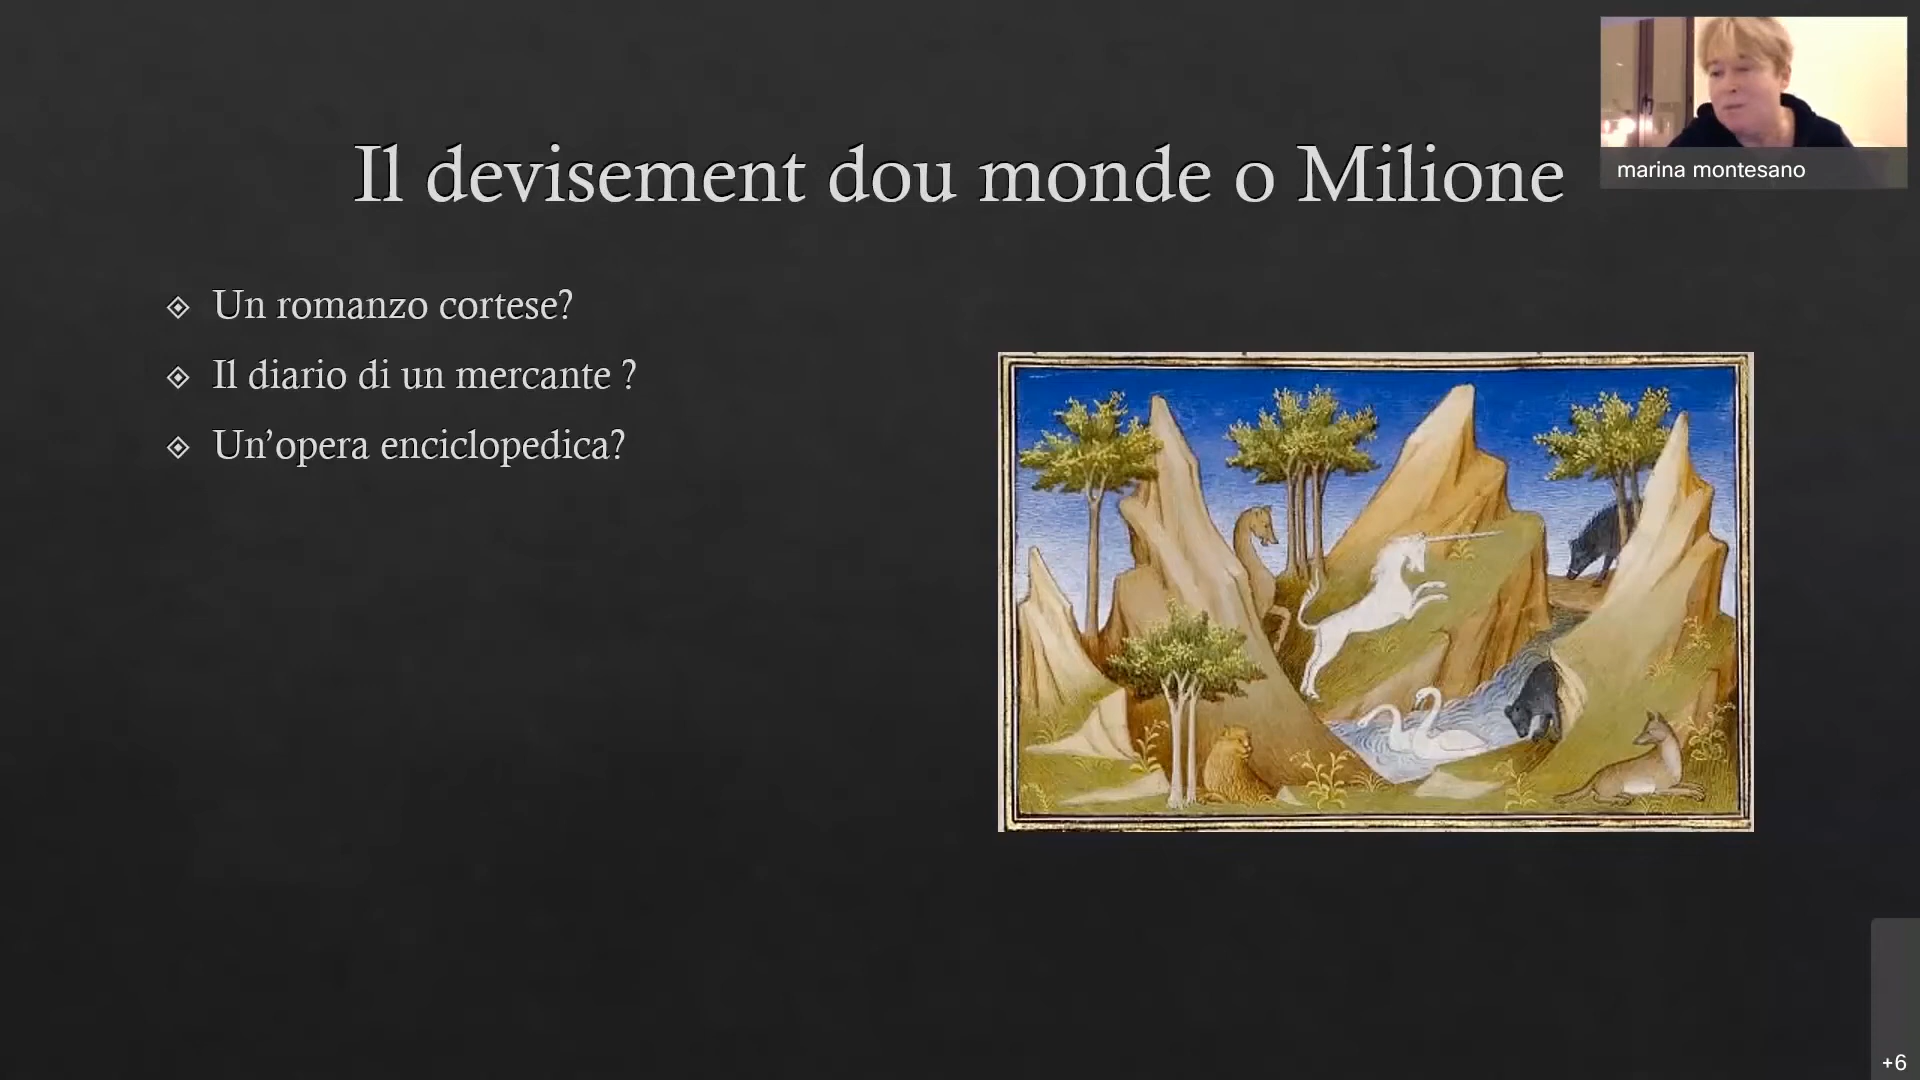 Il devisement dou monde o Milione
marina montesano
Un romanzo cortese?
Il diario di un mercante ?
Un’opera enciclopedica?
+6